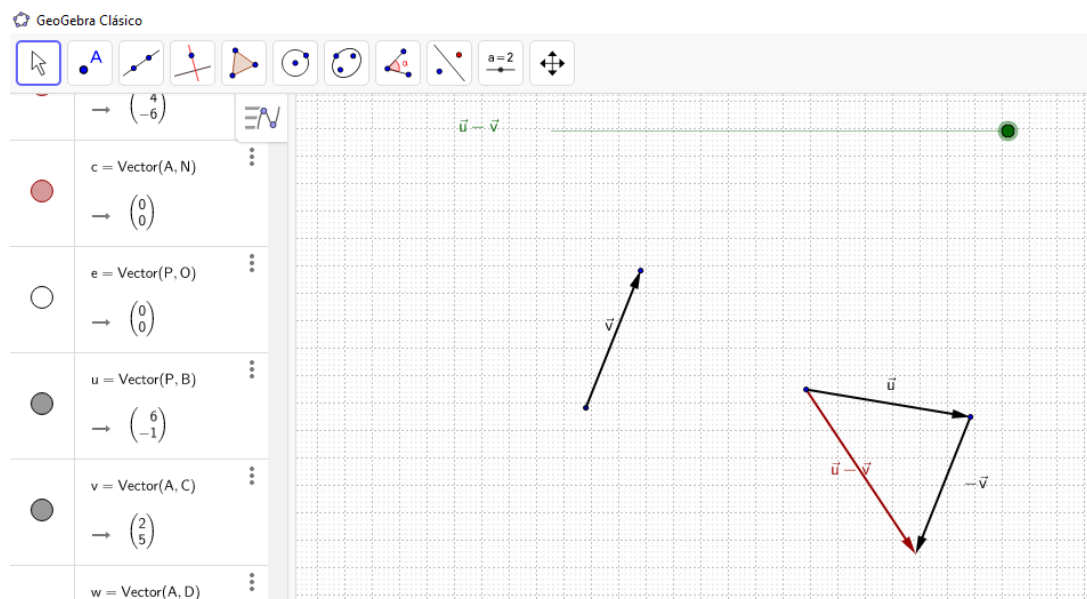 GeoGebra Clásico
A
α
a = 2
→ (4
-6)
c = Vector(A, N)
→ (0
0)
e = Vector(P, O)
→ (0
0)
u = Vector(P, B)
→ (6
-1)
v = Vector(A, C)
→ (2
5)
w = Vector(A, D)
u⃗ − v⃗
v⃗
u⃗
u⃗ − v⃗
−v⃗